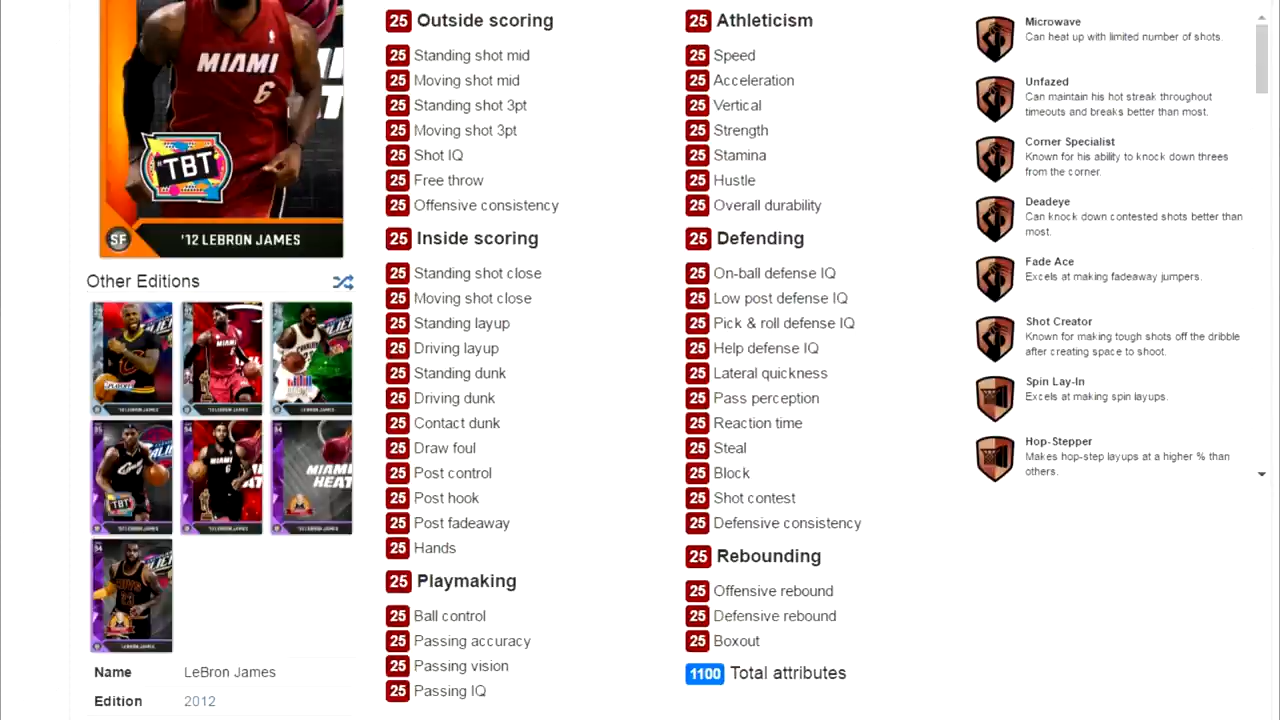 MIAMI
6
TBT
SF
'12 LEBRON JAMES
Other Editions
Name LeBron James
Edition 2012
25 Outside scoring
25 Standing shot mid
25 Moving shot mid
25 Standing shot 3pt
25 Moving shot 3pt
25 Shot IQ
25 Free throw
25 Offensive consistency
25 Inside scoring
25 Standing shot close
25 Moving shot close
25 Standing layup
25 Driving layup
25 Standing dunk
25 Driving dunk
25 Contact dunk
25 Draw foul
25 Post control
25 Post hook
25 Post fadeaway
25 Hands
25 Playmaking
25 Ball control
25 Passing accuracy
25 Passing vision
25 Passing IQ
25 Athleticism
25 Speed
25 Acceleration
25 Vertical
25 Strength
25 Stamina
25 Hustle
25 Overall durability
25 Defending
25 On-ball defense IQ
25 Low post defense IQ
25 Pick & roll defense IQ
25 Help defense IQ
25 Lateral quickness
25 Pass perception
25 Reaction time
25 Steal
25 Block
25 Shot contest
25 Defensive consistency
25 Rebounding
25 Offensive rebound
25 Defensive rebound
25 Boxout
1100 Total attributes
Microwave
Can heat up with limited number of shots.
Unfazed
Can maintain his hot streak throughout
timeouts and breaks better than most.
Corner Specialist
Known for his ability to knock down threes
from the corner.
Deadeye
Can knock down contested shots better than
most.
Fade Ace
Excels at making fadeaway jumpers.
Shot Creator
Known for making tough shots off the dribble
after creating space to shoot.
Spin Lay-In
Excels at making spin layups.
Hop-Stepper
Makes hop-step layups at a higher % than
others.